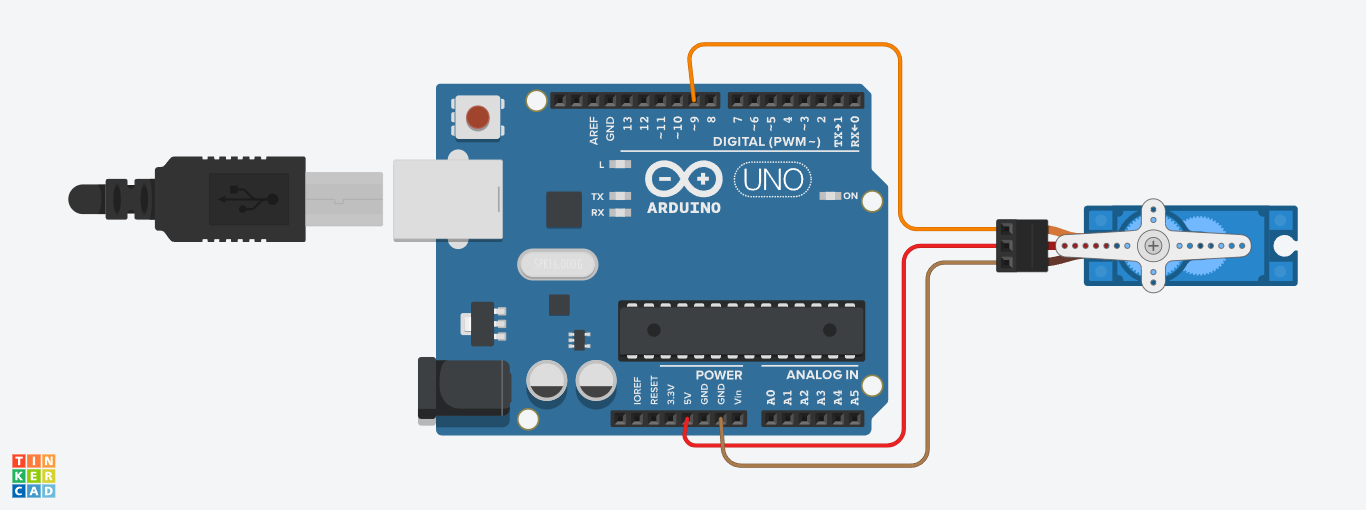 AREF
GND
13
12
~11
~10
~9
8
7
~6
~5
4
~3
2
TX→1
RX←0
DIGITAL (PWM~)
L
TX
RX
UNO
ON
ARDUINO
POWER
ANALOG IN
IOREF
RESET
3.3V
5V
GND
GND
Vin
A0
A1
A2
A3
A4
A5
TIN
KER
CAD